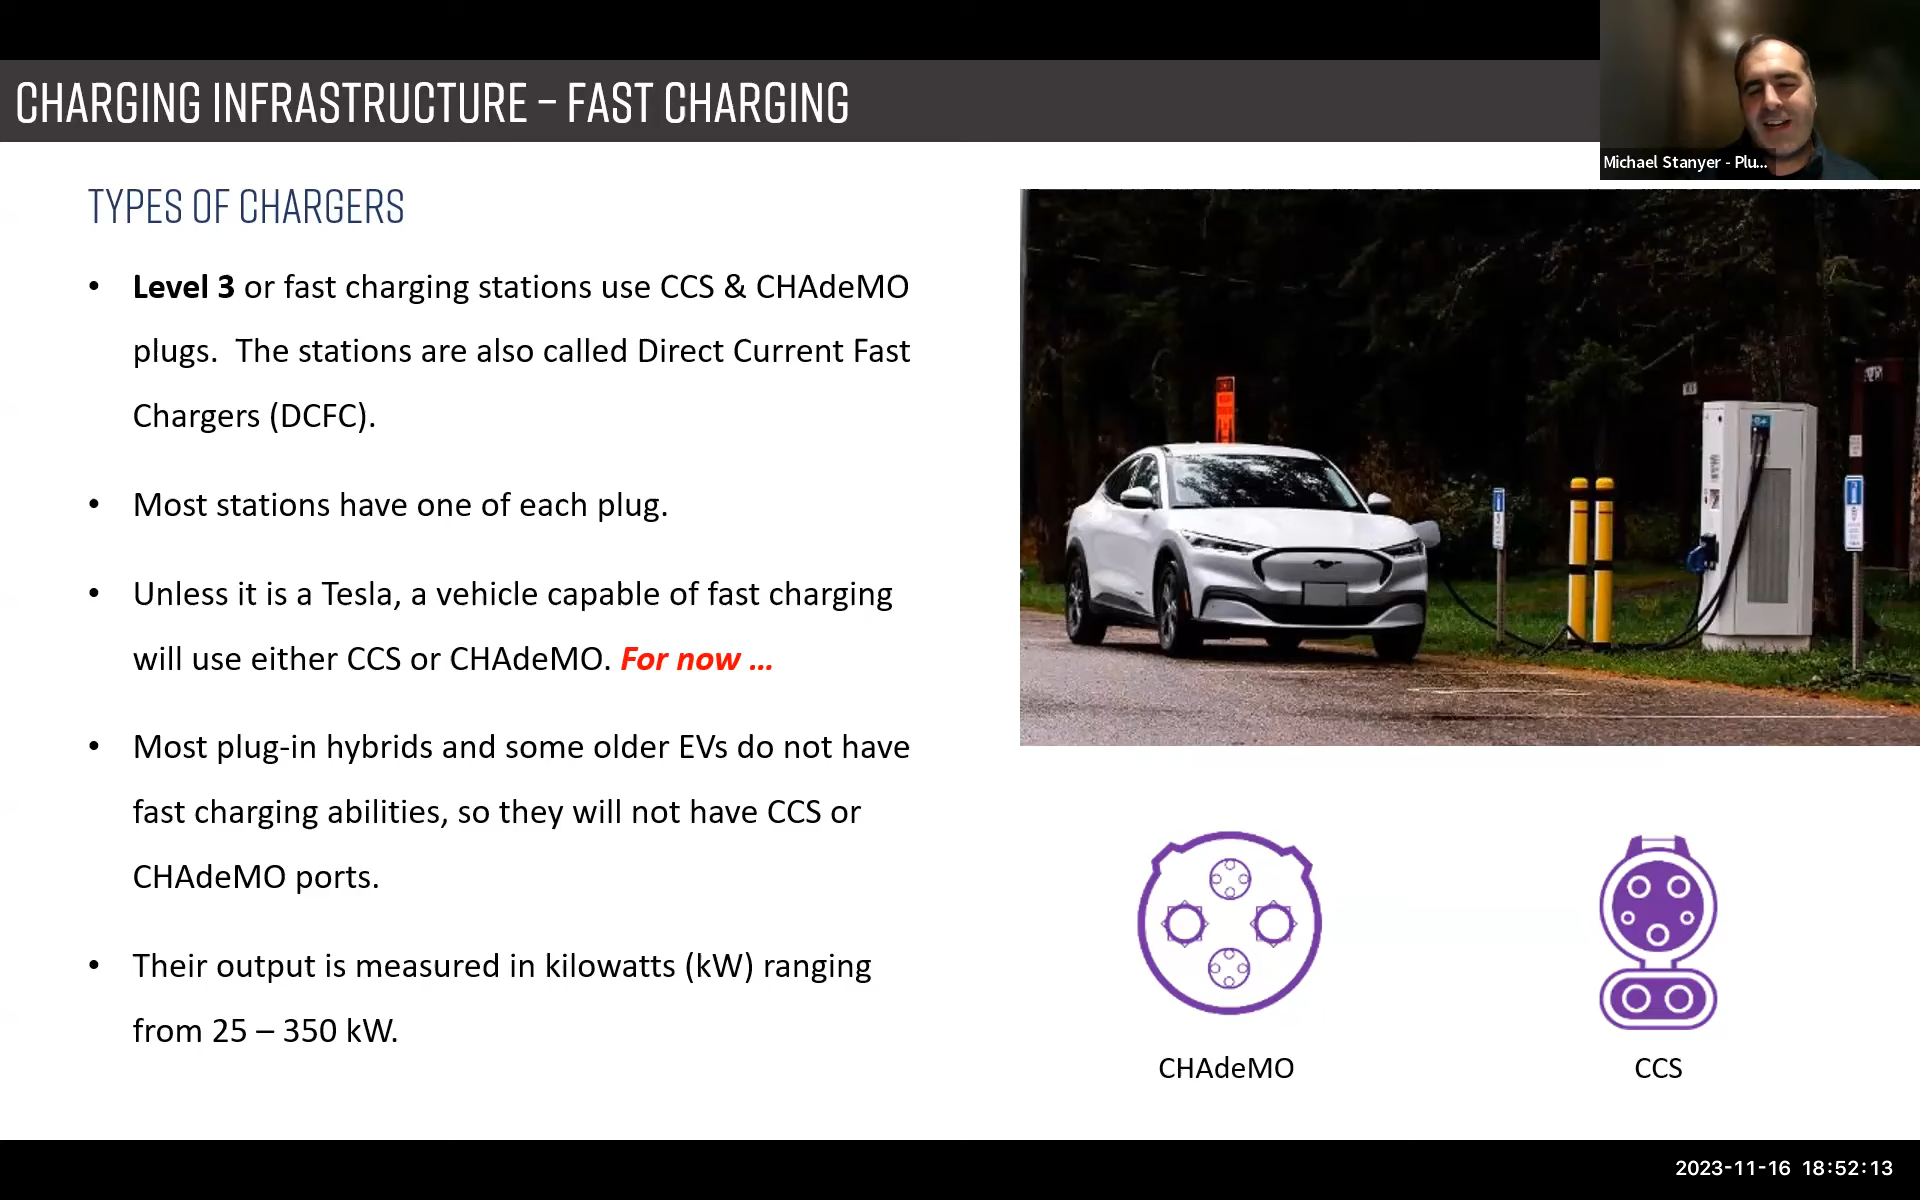 CHARGING INFRASTRUCTURE – FAST CHARGING
Michael Stanyer - Plu...
TYPES OF CHARGERS
• Level 3 or fast charging stations use CCS & CHAdeMO
plugs.  The stations are also called Direct Current Fast
Chargers (DCFC).
• Most stations have one of each plug.
• Unless it is a Tesla, a vehicle capable of fast charging
will use either CCS or CHAdeMO. For now ...
• Most plug-in hybrids and some older EVs do not have
fast charging abilities, so they will not have CCS or
CHAdeMO ports.
• Their output is measured in kilowatts (kW) ranging
from 25 – 350 kW.
CHAdeMO
CCS
2023-11-16 18:52:13